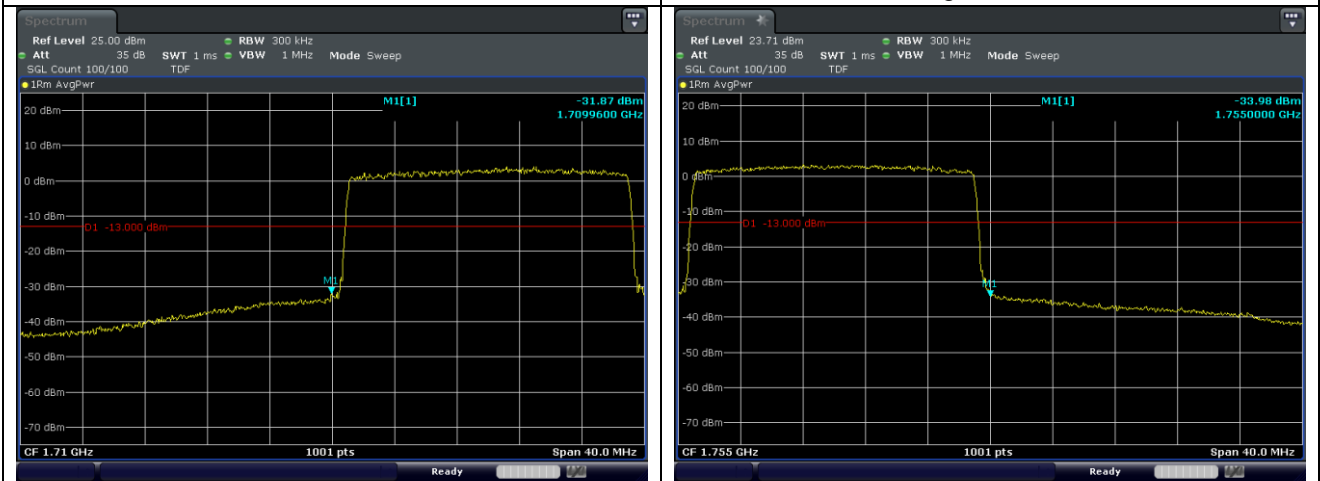 Spectrum
Ref Level 25.00 dBm RBW 300 kHz
Att 35 dB SWT 1 ms VBW 1 MHz Mode Sweep
SGL Count 100/100 TDF
1Rm AvgPwr
M1[1] -31.87 dBm
1.7099600 GHz
20 dBm
10 dBm
0 dBm
-10 dBm
D1 -13.000 dBm
-20 dBm
M1
-30 dBm
-40 dBm
-50 dBm
-60 dBm
-70 dBm
CF 1.71 GHz 1001 pts Span 40.0 MHz
Ready
Spectrum
Ref Level 23.71 dBm RBW 300 kHz
Att 35 dB SWT 1 ms VBW 1 MHz Mode Sweep
SGL Count 100/100 TDF
1Rm AvgPwr
M1[1] -33.98 dBm
1.7550000 GHz
20 dBm
10 dBm
0 dBm
-10 dBm
D1 -13.000 dBm
-20 dBm
-30 dBm
M1
-40 dBm
-50 dBm
-60 dBm
-70 dBm
CF 1.755 GHz 1001 pts Span 40.0 MHz
Ready